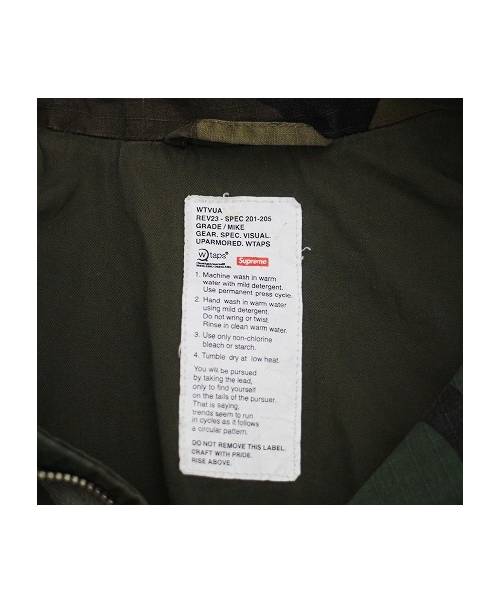 WTVUA
REV23 - SPEC 201-205
GRADE / MIKE
GEAR. SPEC. VISUAL.
UPARMORED. WTAPS
W)taps Supreme
1. Machine wash in warm
water with mild detergent.
Use permanent press cycle.
2. Hand wash in warm water
using mild detergent.
Do not wring or twist.
Rinse in clean warm water.
3. Use only non-chlorine
bleach or starch.
4. Tumble dry at low heat.
You will be pursued
by taking the lead,
only to find yourself
on the tails of the pursuer.
That is saying,
trends seem to run
in cycles as it follows
a circular pattern.
DO NOT REMOVE THIS LABEL.
CRAFT WITH PRIDE.
RISE ABOVE.